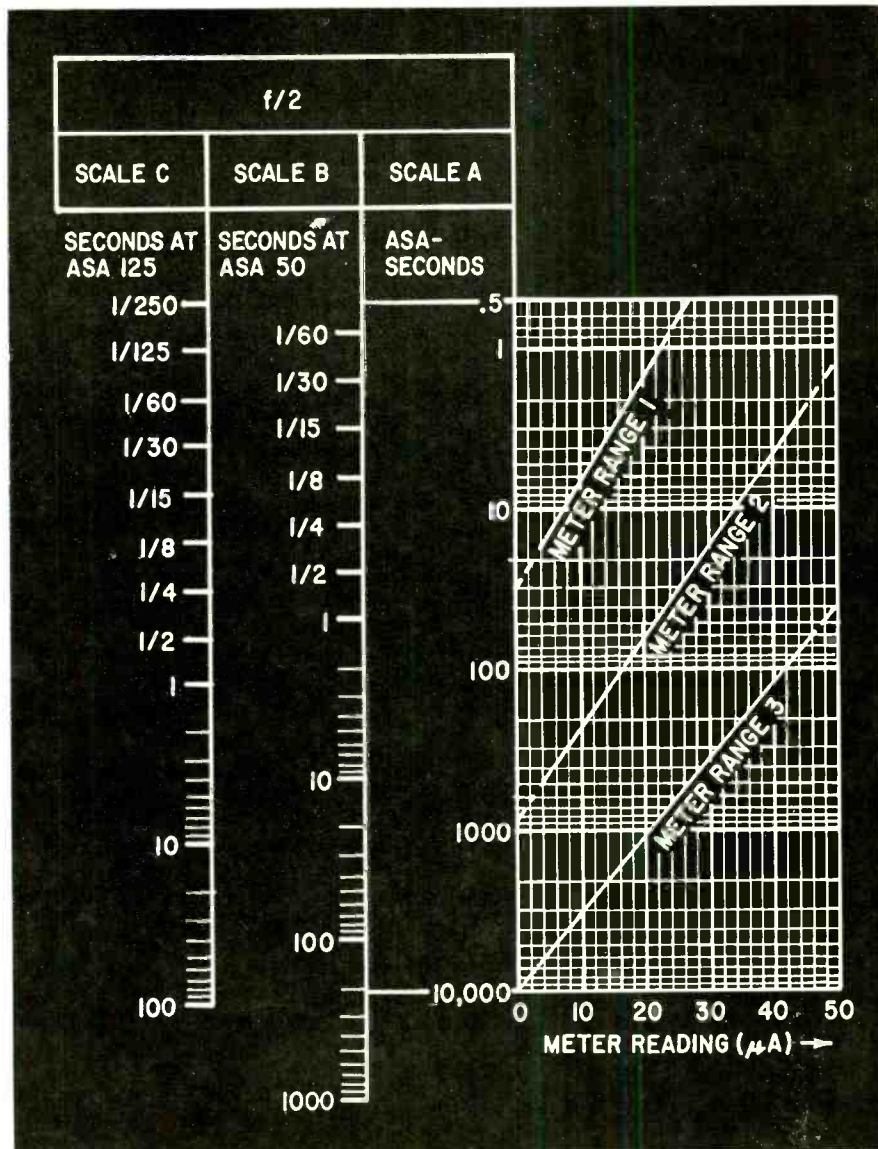 f/2
SCALE C
SCALE B
SCALE A
SECONDS AT
ASA 125
SECONDS AT
ASA 50
ASA-
SECONDS
1/250
1/125
1/60
1/30
1/15
1/8
1/4
1/2
1
10
100
1/60
1/30
1/15
1/8
1/4
1/2
1
10
100
1000
.5
1
10
100
1000
10,000
METER RANGE 1
METER RANGE 2
METER RANGE 3
0 10 20 30 40 50
METER READING (μA) →